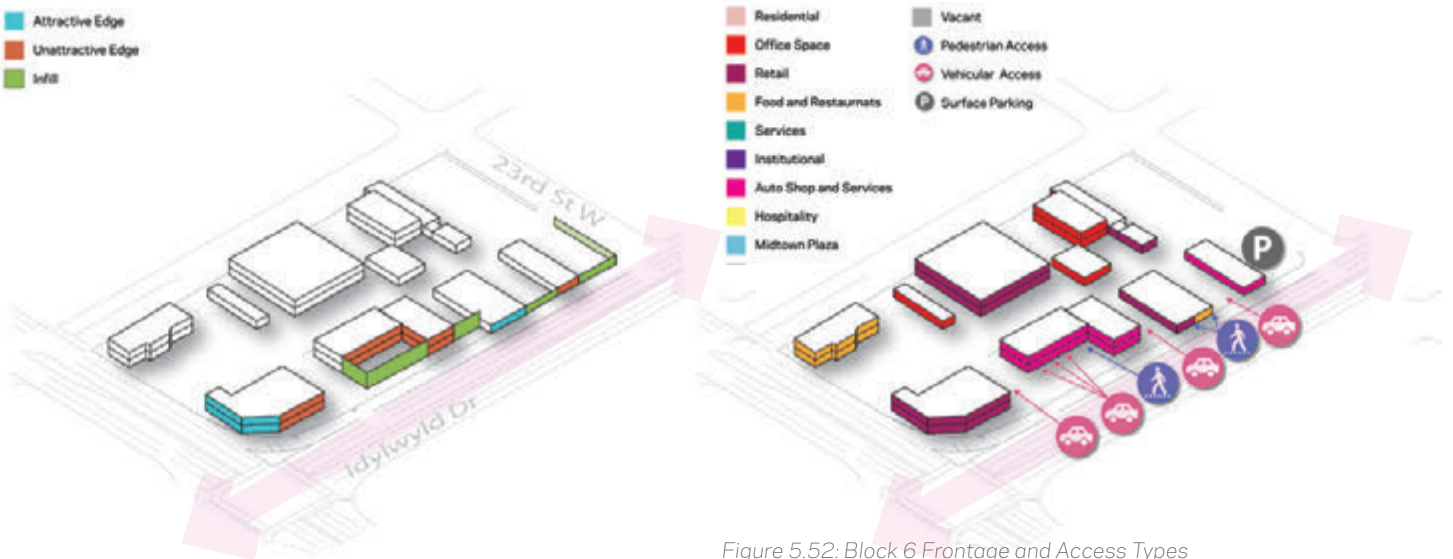 Attractive Edge
Unattractive Edge
Infill
23rd St W
Idylwyld Dr
Residential
Office Space
Retail
Food and Restaurnats
Services
Institutional
Auto Shop and Services
Hospitality
Midtown Plaza
Vacant
Pedestrian Access
Vehicular Access
P Surface Parking
P
Figure 5.52: Block 6 Frontage and Access Types